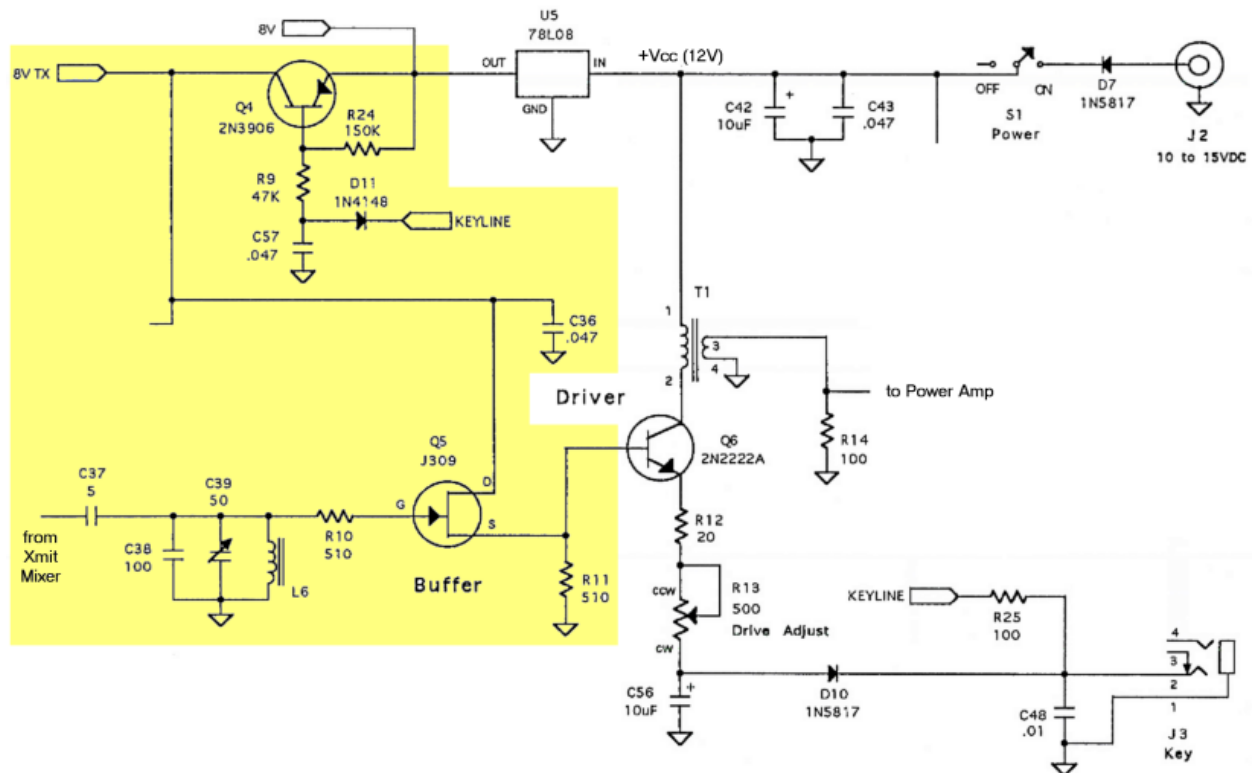 8V
U5
78L08
8V TX
OUT
IN
GND
+Vcc (12V)
Q4
2N3906
R24
150K
R9
47K
D11
1N4148
KEYLINE
C57
.047
C42
10uF
+
C43
.047
OFF
ON
S1
Power
D7
1N5817
J2
10 to 15VDC
C36
.047
T1
1
2
3
4
to Power Amp
R14
100
Driver
Q6
2N2222A
Q5
J309
D
G
S
C37
5
C39
50
from
Xmit
Mixer
C38
100
L6
R10
510
Buffer
R11
510
R12
20
CCW
R13
500
Drive Adjust
CW
KEYLINE
R25
100
C56
10uF
+
D10
1N5817
C48
.01
4
3
2
1
J3
Key